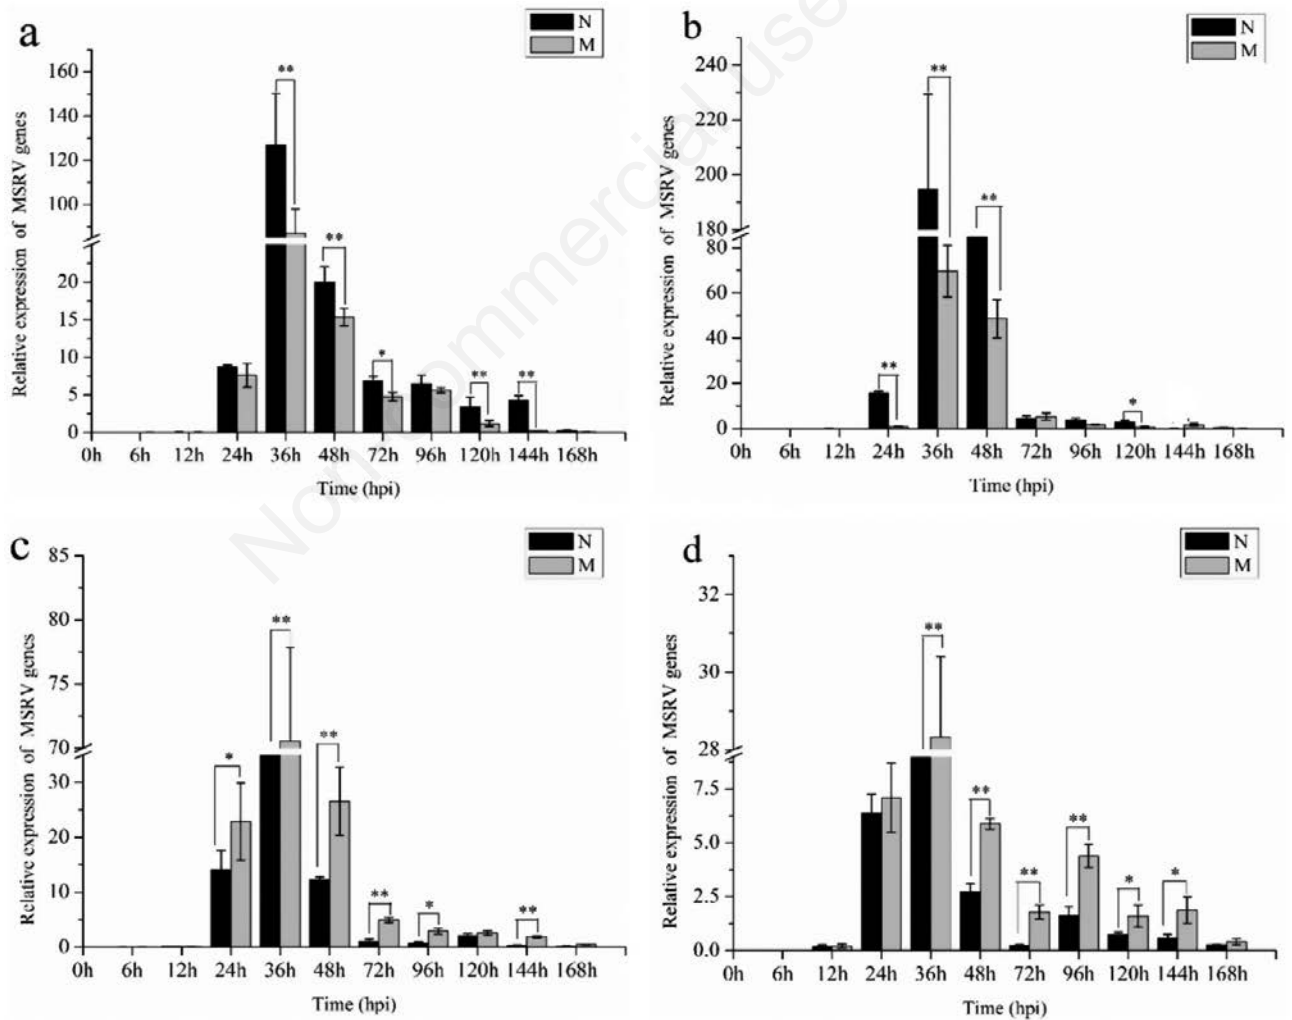 a
N
M
Relative expression of MSRV genes
160
140
120
100
20
15
10
5
0
**
**
*
**
**
0h 6h 12h 24h 36h 48h 72h 96h 120h 144h 168h
Time (hpi)
b
N
M
Relative expression of MSRV genes
240
220
200
180
80
60
40
20
0
**
**
**
*
0h 6h 12h 24h 36h 48h 72h 96h 120h 144h 168h
Time (hpi)
c
N
M
Relative expression of MSRV genes
85
80
75
70
30
20
10
0
*
**
**
**
*
**
0h 6h 12h 24h 36h 48h 72h 96h 120h 144h 168h
Time (hpi)
d
N
M
Relative expression of MSRV genes
32
30
28
7.5
5.0
2.5
0.0
**
**
**
**
*
*
0h 6h 12h 24h 36h 48h 72h 96h 120h 144h 168h
Time (hpi)
Non-commercial use